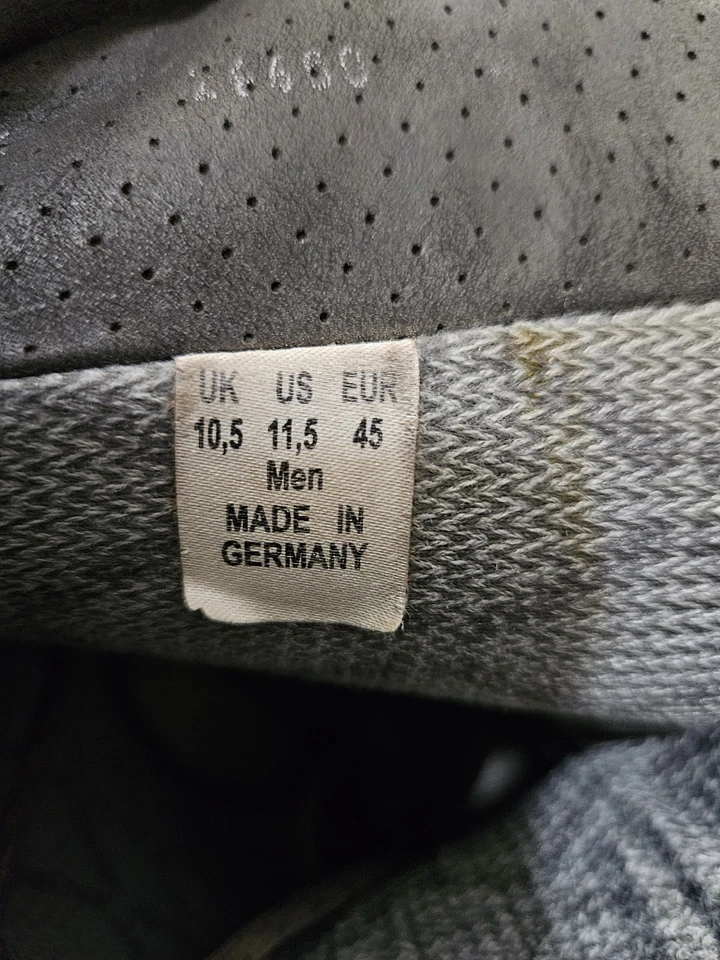 UK US EUR
10,5 11,5 45
Men
MADE IN
GERMANY